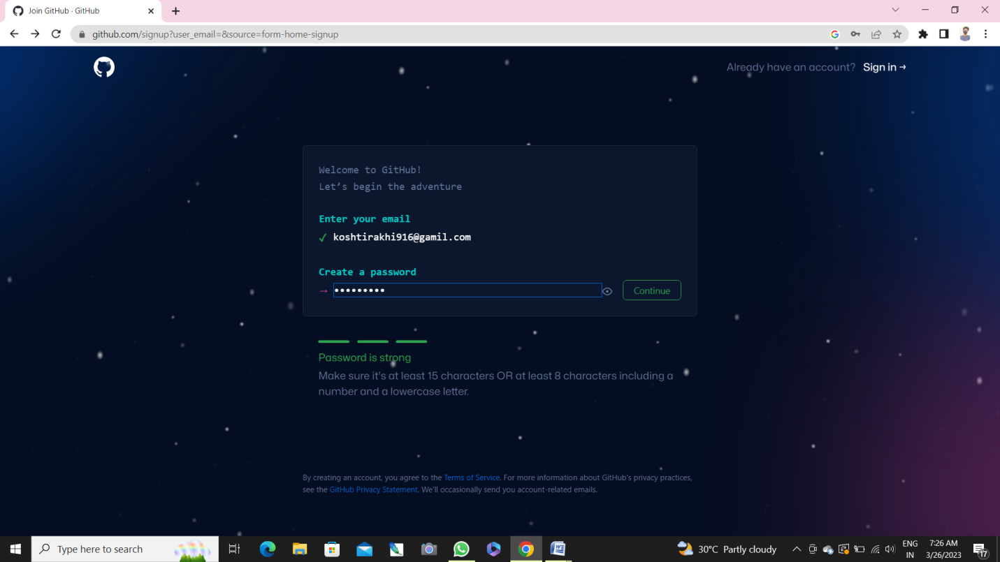 Join GitHub · GitHub
github.com/signup?user_email=&source=form-home-signup
Already have an account? Sign in →
Welcome to GitHub!
Let's begin the adventure
Enter your email
✓ koshtirakhi916@gamil.com
Create a password
→ •••••••••
Continue
Password is strong
Make sure it's at least 15 characters OR at least 8 characters including a
number and a lowercase letter.
By creating an account, you agree to the Terms of Service. For more information about GitHub's privacy practices,
see the GitHub Privacy Statement. We'll occasionally send you account-related emails.
Type here to search
30°C Partly cloudy
ENG
IN
7:26 AM
3/26/2023
17